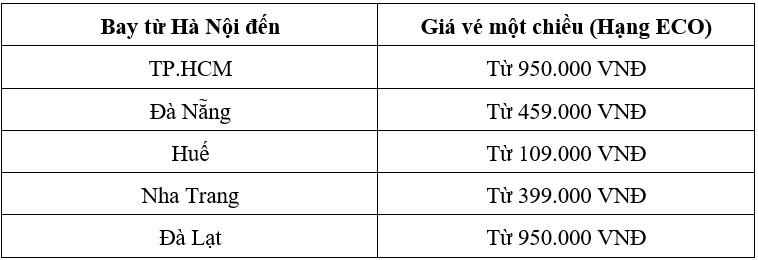 Bay từ Hà Nội đến Giá vé một chiều (Hạng ECO)
TP.HCM Từ 950.000 VNĐ
Đà Nẵng Từ 459.000 VNĐ
Huế Từ 109.000 VNĐ
Nha Trang Từ 399.000 VNĐ
Đà Lạt Từ 950.000 VNĐ